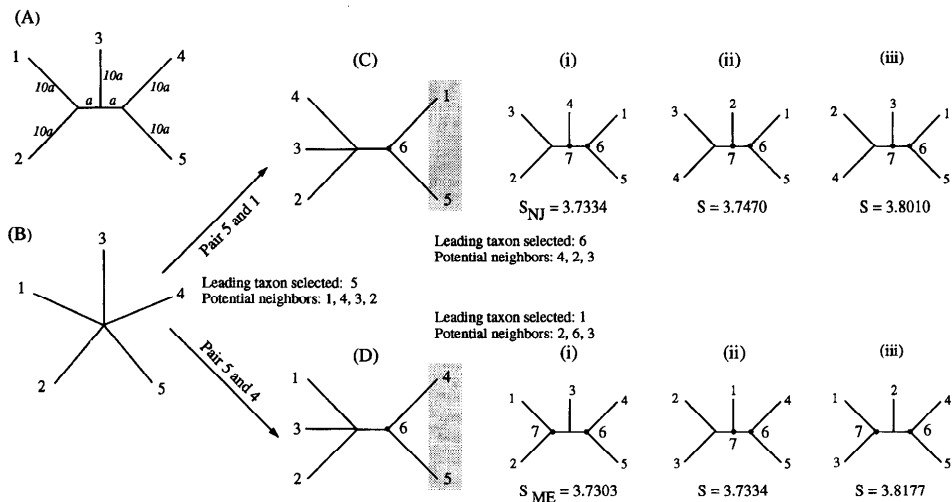 (A)
3
1
4
10a
10a
10a
a
a
10a
10a
2
5
(B)
3
1
4
2
5
Pair 5 and 1
Leading taxon selected: 5
Potential neighbors: 1, 4, 3, 2
Pair 5 and 4
(C)
4
1
3
6
2
5
(i)
3
4
1
7
6
2
5
S_NJ = 3.7334
(ii)
3
2
1
7
6
4
5
S = 3.7470
(iii)
2
3
1
7
6
4
5
S = 3.8010
Leading taxon selected: 6
Potential neighbors: 4, 2, 3
Leading taxon selected: 1
Potential neighbors: 2, 6, 3
(D)
1
4
3
6
2
5
(i)
1
3
4
7
6
2
5
S_ME = 3.7303
(ii)
2
1
4
7
6
3
5
S = 3.7334
(iii)
1
2
4
7
6
3
5
S = 3.8177